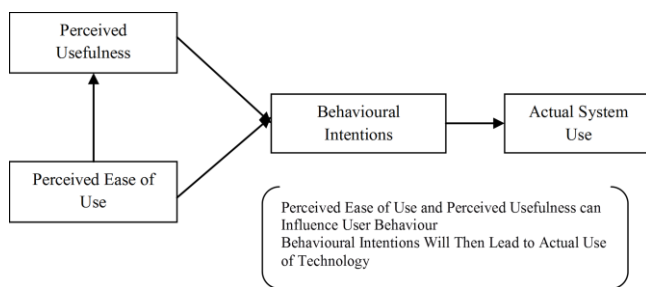 Perceived
Usefulness
Behavioural
Intentions
Actual System
Use
Perceived Ease of
Use
Perceived Ease of Use and Perceived Usefulness can
Influence User Behaviour
Behavioural Intentions Will Then Lead to Actual Use
of Technology